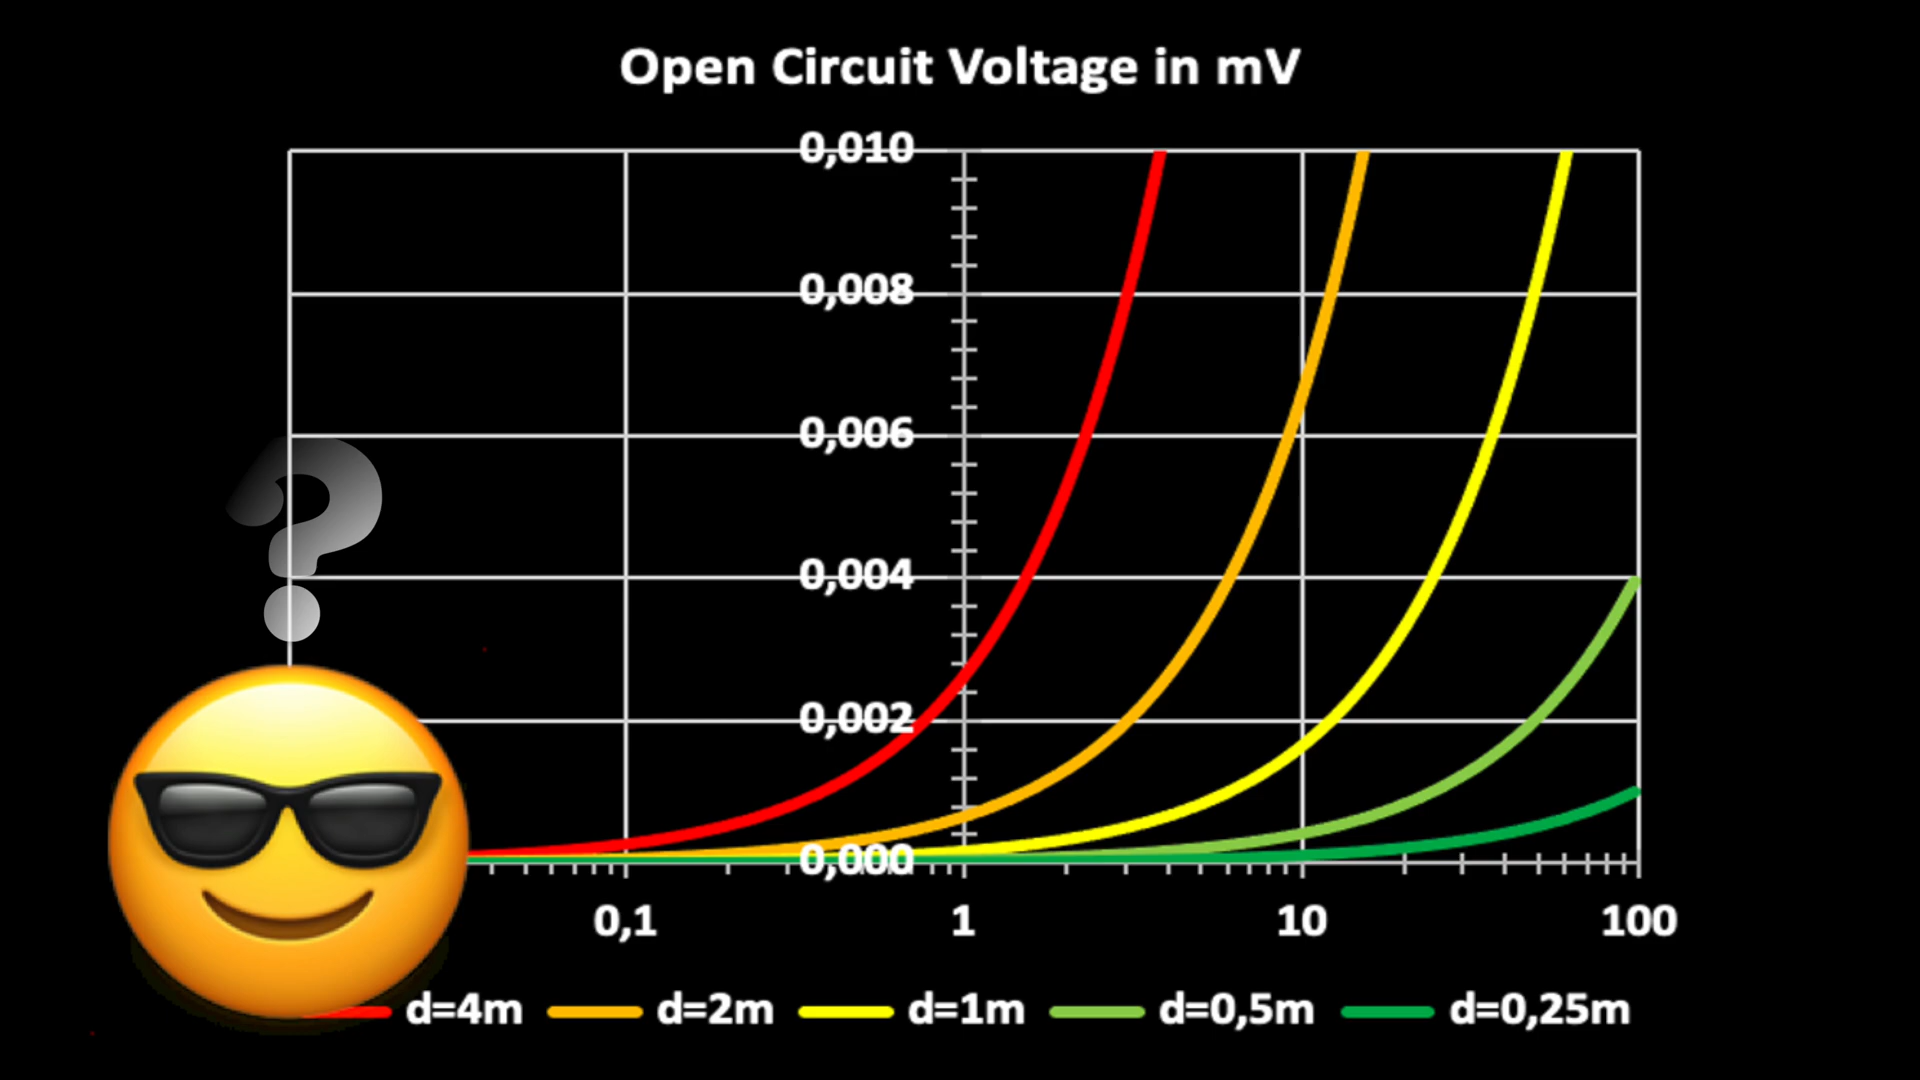 Open Circuit Voltage in mV
0,010
0,008
0,006
0,004
0,002
0,000
0,1 1 10 100
d=4m d=2m d=1m d=0,5m d=0,25m